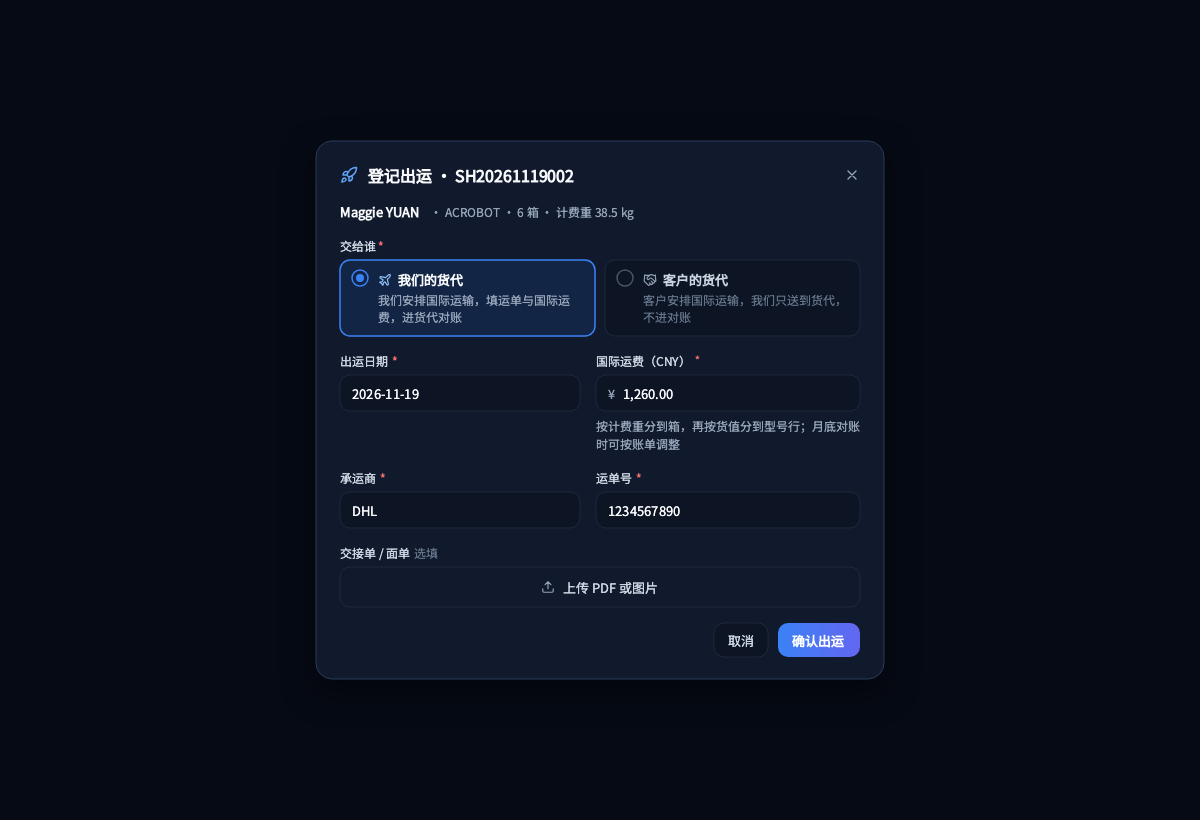 登记出运 • SH20261119002
Maggie YUAN • ACROBOT • 6 箱 • 计费重 38.5 kg
交给谁 *
我们的货代
我们安排国际运输，填运单与国际运
费，进货代对账
客户的货代
客户安排国际运输，我们只送到货代，
不进对账
出运日期 *
2026-11-19
国际运费（CNY） *
¥ 1,260.00
按计费重分到箱，再按货值分到型号行；月底对账
时可按账单调整
承运商 *
DHL
运单号 *
1234567890
交接单 / 面单 选填
上传 PDF 或图片
取消
确认出运